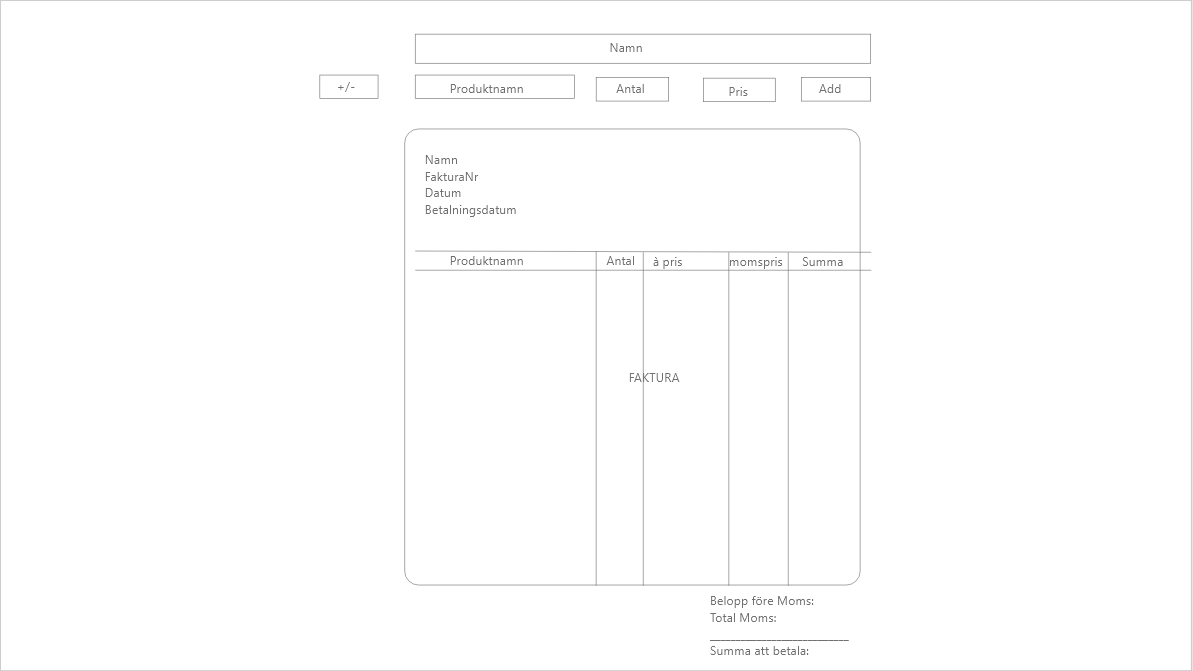 Namn
+/- Produktnamn Antal Pris Add
Namn
FakturaNr
Datum
Betalningsdatum
Produktnamn Antal à pris momspris Summa
FAKTURA
Belopp före Moms:
Total Moms:
Summa att betala: